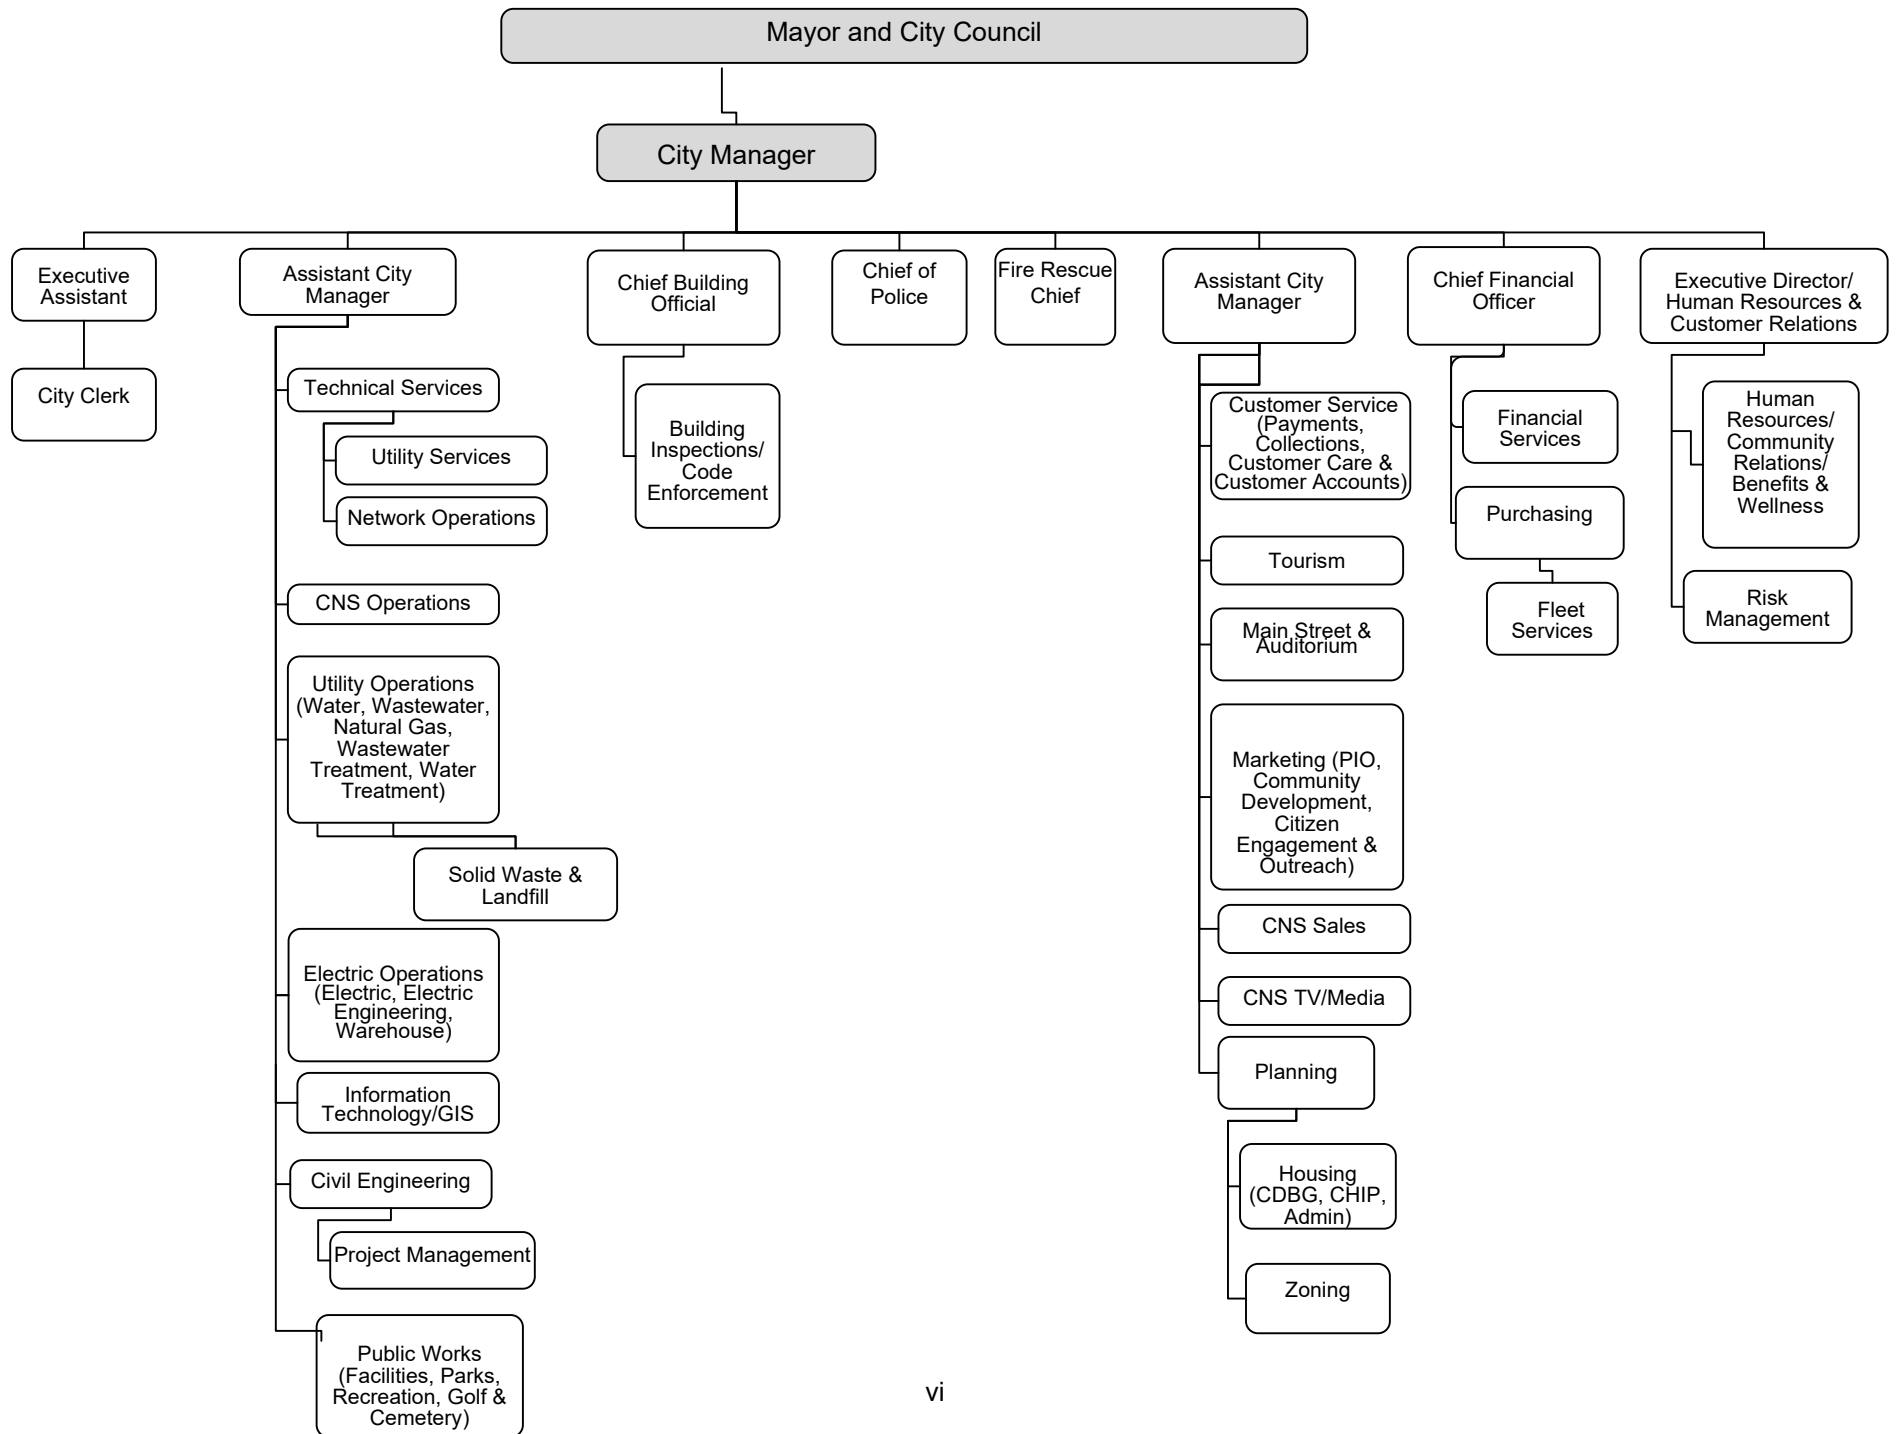 Mayor and City Council
City Manager
Executive
Assistant
City Clerk
Assistant City
Manager
Technical Services
Utility Services
Network Operations
CNS Operations
Utility Operations
(Water, Wastewater,
Natural Gas,
Wastewater
Treatment, Water
Treatment)
Solid Waste &
Landfill
Electric Operations
(Electric, Electric
Engineering,
Warehouse)
Information
Technology/GIS
Civil Engineering
Project Management
Public Works
(Facilities, Parks,
Recreation, Golf &
Cemetery)
Chief Building
Official
Building
Inspections/
Code
Enforcement
Chief of
Police
Fire Rescue
Chief
Assistant City
Manager
Customer Service
(Payments,
Collections,
Customer Care &
Customer Accounts)
Tourism
Main Street &
Auditorium
Marketing (PIO,
Community
Development,
Citizen
Engagement &
Outreach)
CNS Sales
CNS TV/Media
Planning
Housing
(CDBG, CHIP,
Admin)
Zoning
Chief Financial
Officer
Financial
Services
Purchasing
Fleet
Services
Executive Director/
Human Resources &
Customer Relations
Human
Resources/
Community
Relations/
Benefits &
Wellness
Risk
Management
vi